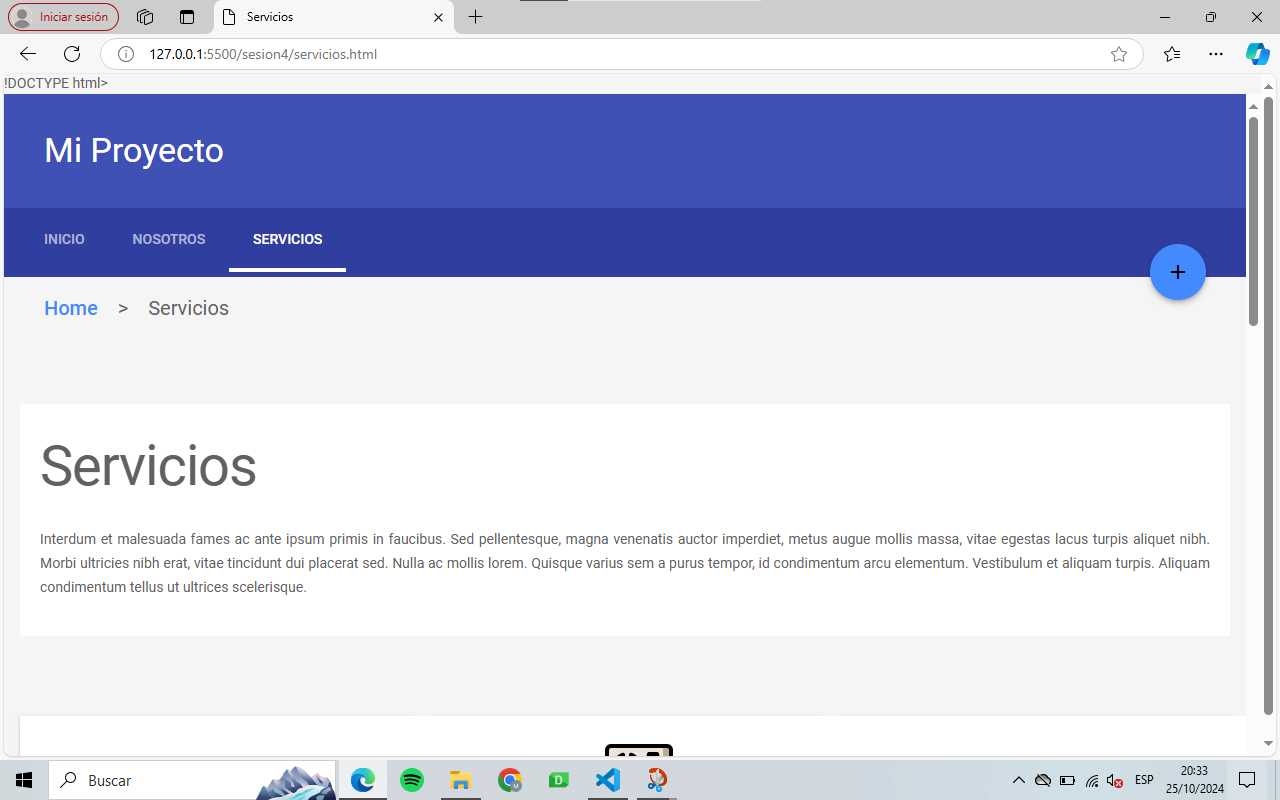 Iniciar sesión
Servicios
127.0.0.1:5500/sesion4/servicios.html
!DOCTYPE html>
Mi Proyecto
INICIO NOSOTROS SERVICIOS
+
Home > Servicios
Servicios
Interdum et malesuada fames ac ante ipsum primis in faucibus. Sed pellentesque, magna venenatis auctor imperdiet, metus augue mollis massa, vitae egestas lacus turpis aliquet nibh.
Morbi ultricies nibh erat, vitae tincidunt dui placerat sed. Nulla ac mollis lorem. Quisque varius sem a purus tempor, id condimentum arcu elementum. Vestibulum et aliquam turpis. Aliquam
condimentum tellus ut ultrices scelerisque.
Buscar
ESP
20:33
25/10/2024